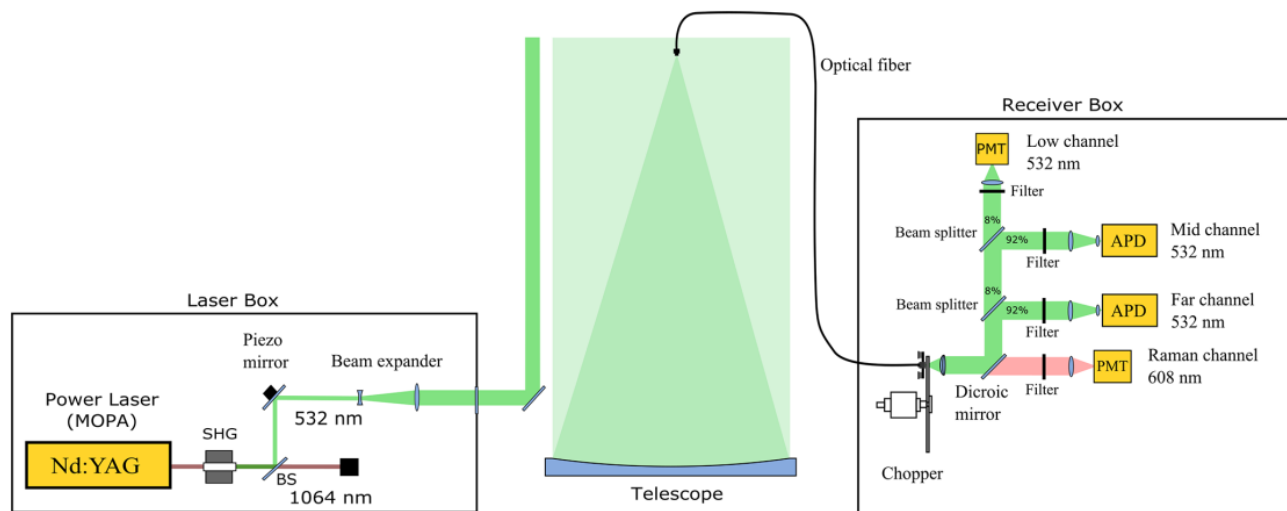 Laser Box
Piezo
mirror
Beam expander
Power Laser
(MOPA)
SHG
532 nm
Nd:YAG
BS
1064 nm
Telescope
Optical fiber
Receiver Box
PMT
Low channel
532 nm
Filter
8%
Beam splitter
92%
Filter
APD
Mid channel
532 nm
8%
Beam splitter
92%
Filter
APD
Far channel
532 nm
PMT
Raman channel
608 nm
Filter
Dicroic
mirror
Chopper